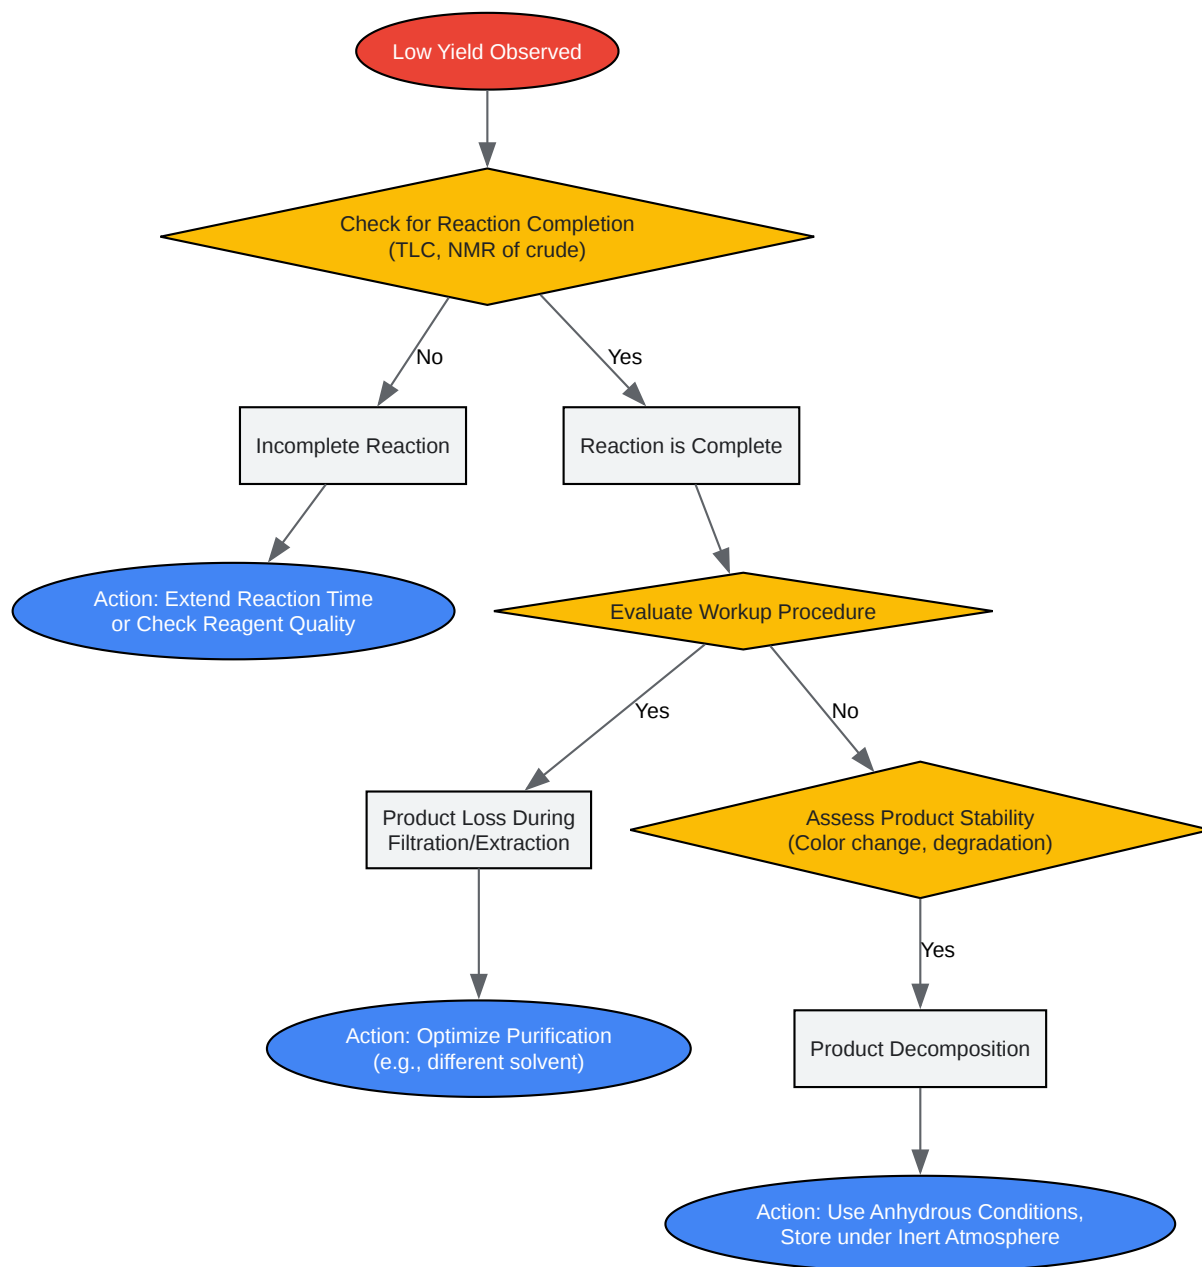 Low Yield Observed
Check for Reaction Completion
(TLC, NMR of crude)
No
Yes
Incomplete Reaction
Reaction is Complete
Action: Extend Reaction Time
or Check Reagent Quality
Evaluate Workup Procedure
Yes
No
Product Loss During
Filtration/Extraction
Assess Product Stability
(Color change, degradation)
Yes
Action: Optimize Purification
(e.g., different solvent)
Product Decomposition
Action: Use Anhydrous Conditions,
Store under Inert Atmosphere